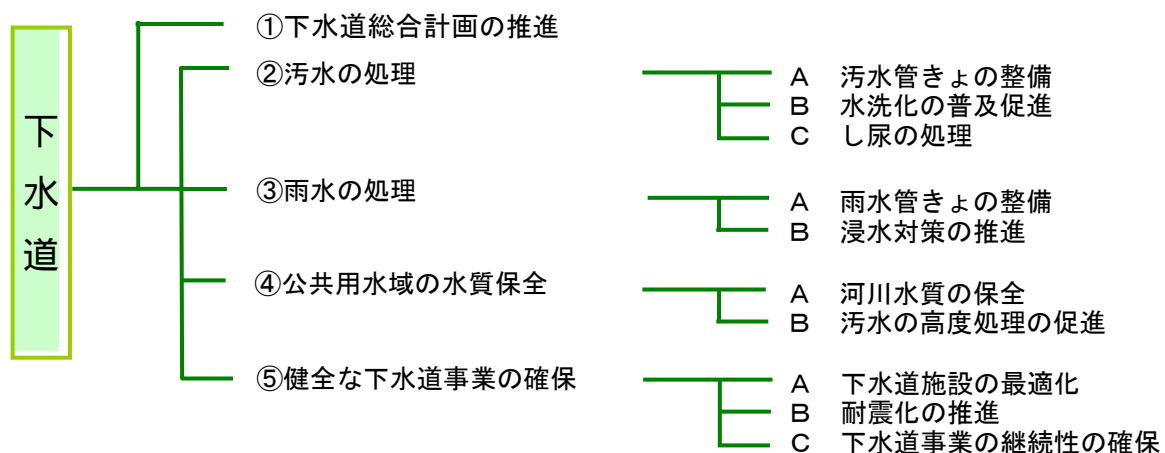 下水道
①下水道総合計画の推進
②汚水の処理
A 汚水管きょの整備
B 水洗化の普及促進
C し尿の処理
③雨水の処理
A 雨水管きょの整備
B 浸水対策の推進
④公共用水域の水質保全
A 河川水質の保全
B 汚水の高度処理の促進
⑤健全な下水道事業の確保
A 下水道施設の最適化
B 耐震化の推進
C 下水道事業の継続性の確保